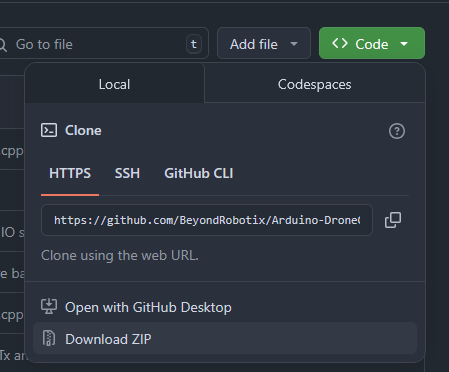 Go to file
t
Add file
Code
Local
Codespaces
cpp
Clone
HTTPS
SSH
GitHub CLI
https://github.com/BeyondRobotix/Arduino-Drone
IO s
Clone using the web URL.
e ba
Open with GitHub Desktop
cpp
Download ZIP
Tx an